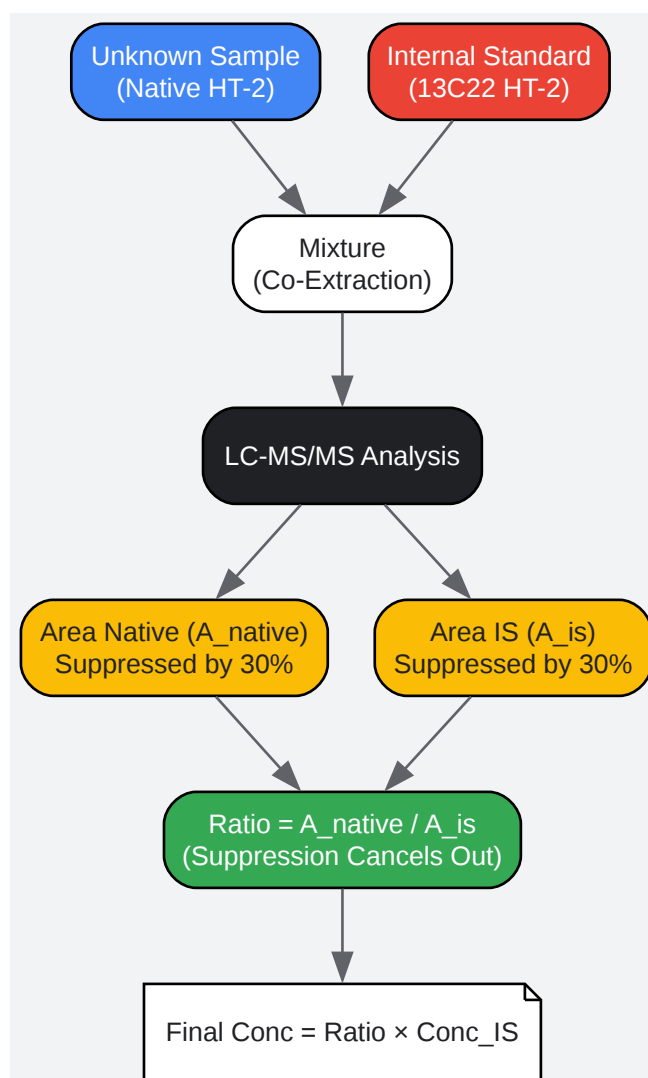 Unknown Sample
(Native HT-2)
Internal Standard
(13C22 HT-2)
Mixture
(Co-Extraction)
LC-MS/MS Analysis
Area Native (A_native)
Suppressed by 30%
Area IS (A_is)
Suppressed by 30%
Ratio = A_native / A_is
(Suppression Cancels Out)
Final Conc = Ratio × Conc_IS